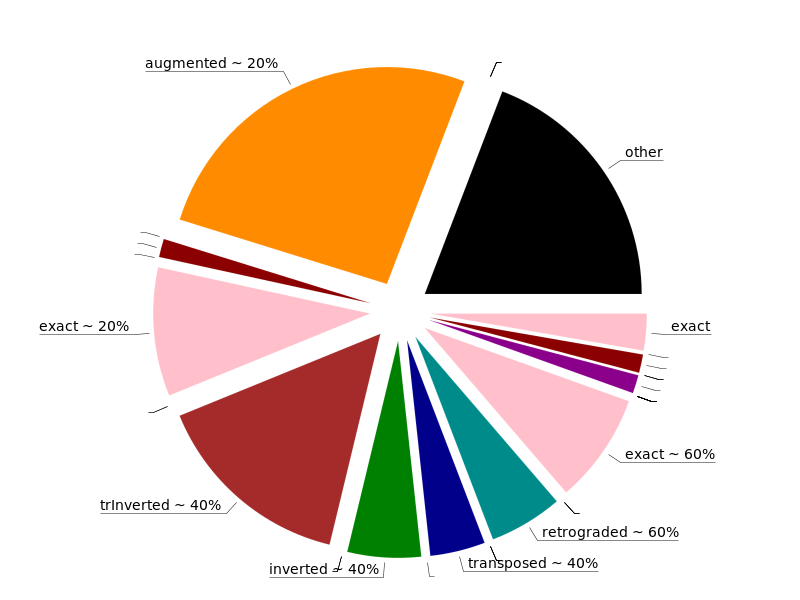 augmented ~ 20%
other
exact ~ 20%
exact
exact ~ 60%
trInverted ~ 40%
retrograded ~ 60%
transposed ~ 40%
inverted ~ 40%